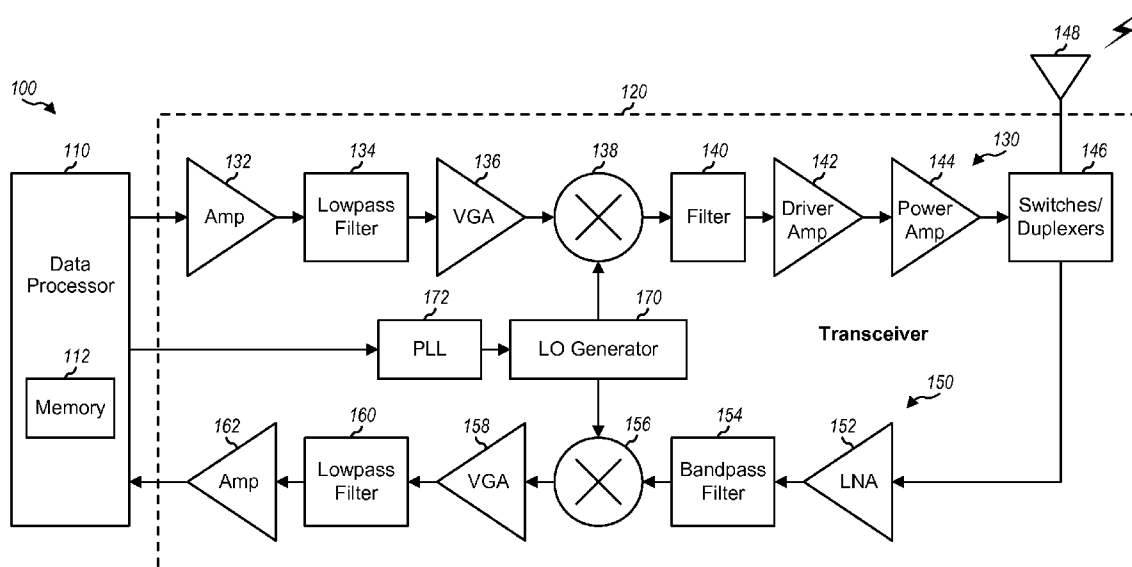 100
120
148
110
132
134
136
138
140
142
144
130
146
Data
Processor
Amp
Lowpass
Filter
VGA
Filter
Driver
Amp
Power
Amp
Switches/
Duplexers
172
170
PLL
LO Generator
Transceiver
112
Memory
162
160
158
156
154
152
150
Amp
Lowpass
Filter
VGA
Bandpass
Filter
LNA